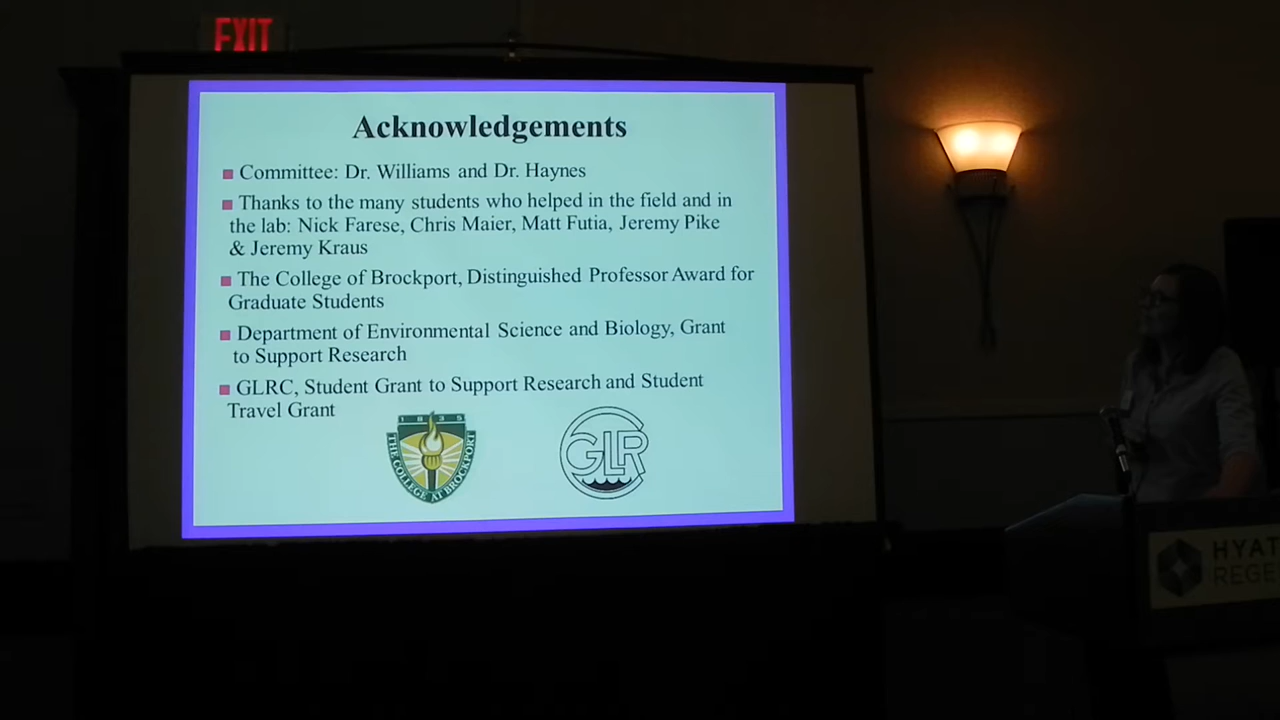 EXIT
Acknowledgements
Committee: Dr. Williams and Dr. Haynes
Thanks to the many students who helped in the field and in
the lab: Nick Farese, Chris Maier, Matt Futia, Jeremy Pike
& Jeremy Kraus
The College of Brockport, Distinguished Professor Award for
Graduate Students
Department of Environmental Science and Biology, Grant
to Support Research
GLRC, Student Grant to Support Research and Student
Travel Grant
1835
THE COLLEGE AT BROCKPORT
GLRC
HYAT
REGE